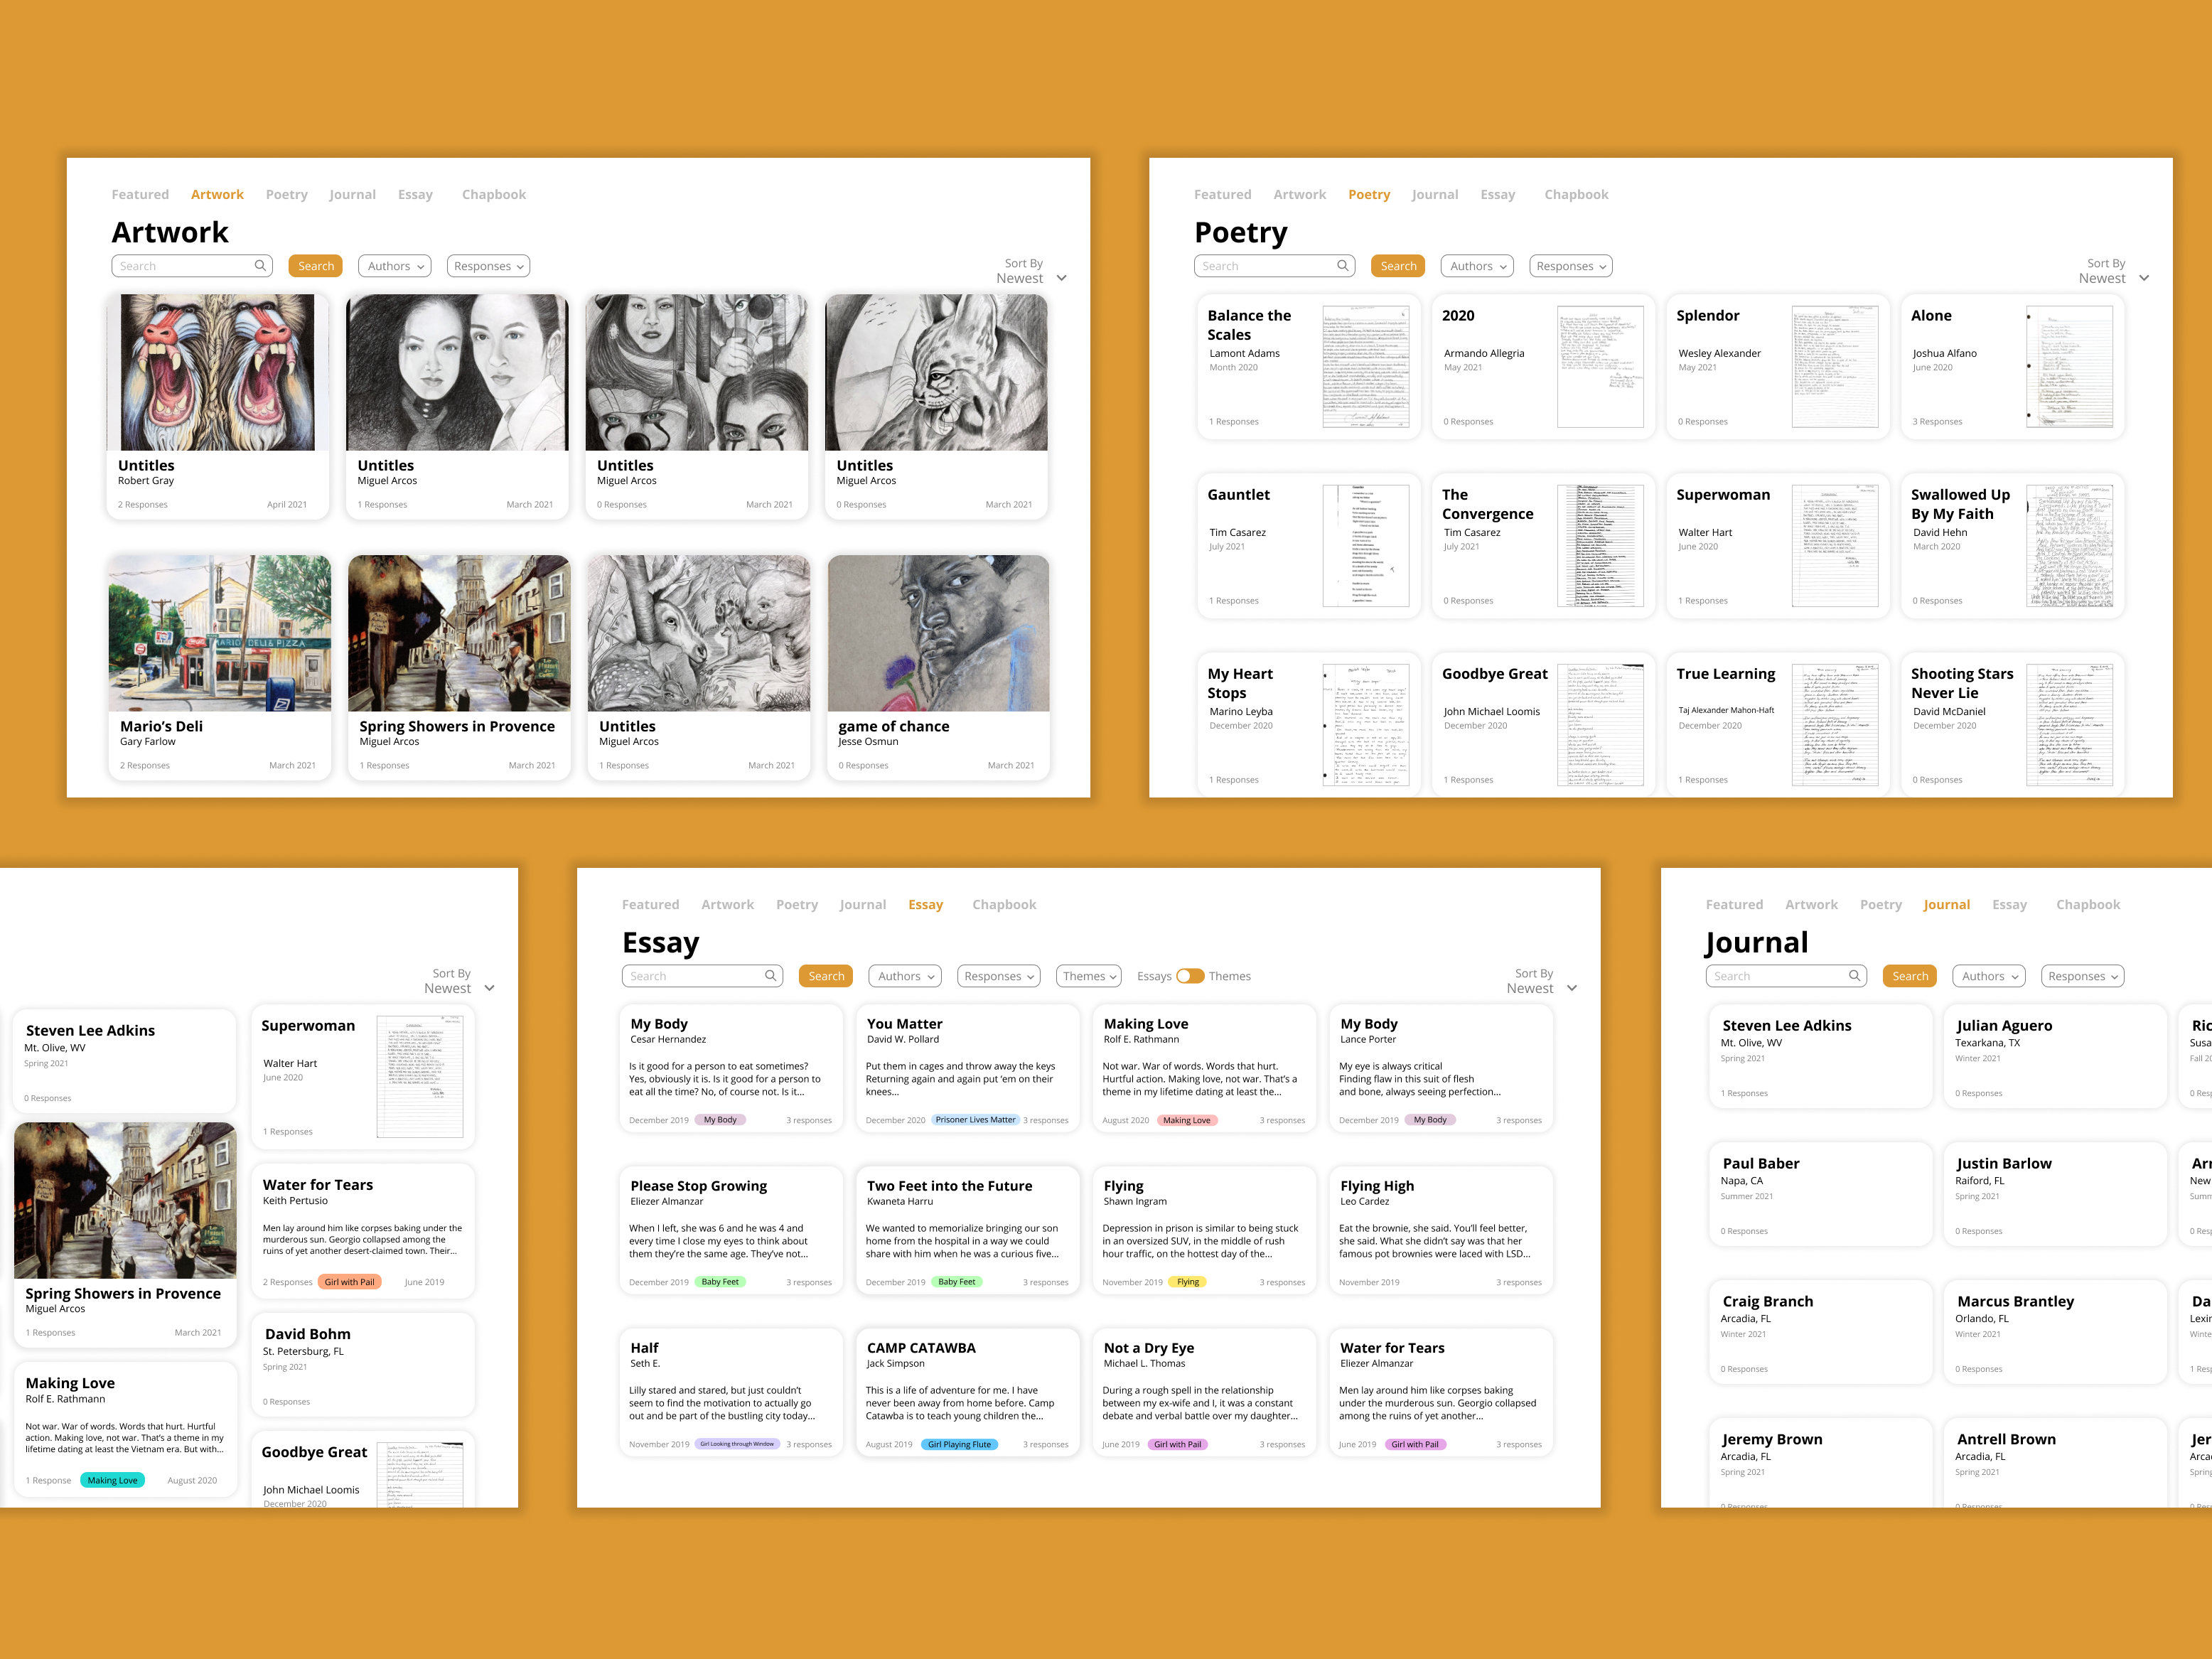 Featured Artwork Poetry Journal Essay Chapbook
Artwork
Search Search Authors Responses
Sort By
Newest
Untitles
Robert Gray
2 Responses April 2021
Untitles
Miguel Arcos
1 Responses March 2021
Untitles
Miguel Arcos
0 Responses March 2021
Untitles
Miguel Arcos
0 Responses March 2021
MARIO DELI & PIZZA
Mario's Deli
Gary Farlow
2 Responses March 2021
Spring Showers in Provence
Miguel Arcos
1 Responses March 2021
Untitles
Miguel Arcos
1 Responses March 2021
game of chance
Jesse Osmun
0 Responses March 2021
Featured Artwork Poetry Journal Essay Chapbook
Poetry
Search Search Authors Responses
Sort By
Newest
Balance the
Scales
Lamont Adams
Month 2020
1 Responses
2020
Armando Allegria
May 2021
0 Responses
Splendor
Wesley Alexander
May 2021
0 Responses
Alone
Joshua Alfano
June 2020
3 Responses
Gauntlet
Tim Casarez
July 2021
1 Responses
The
Convergence
Tim Casarez
July 2021
0 Responses
Superwoman
Walter Hart
June 2020
1 Responses
Swallowed Up
By My Faith
David Hehn
March 2020
0 Responses
My Heart
Stops
Marino Leyba
December 2020
1 Responses
Goodbye Great
John Michael Loomis
December 2020
1 Responses
True Learning
Taj Alexander Mahon-Haft
December 2020
1 Responses
Shooting Stars
Never Lie
David McDaniel
December 2020
0 Responses
Sort By
Newest
Steven Lee Adkins
Mt. Olive, WV
Spring 2021
0 Responses
Spring Showers in Provence
Miguel Arcos
1 Responses March 2021
Making Love
Rolf E. Rathmann
Not war. War of words. Words that hurt. Hurtful
action. Making love, not war. That's a theme in my
lifetime dating at least the Vietnam era. But with...
1 Response Making Love August 2020
Superwoman
Walter Hart
June 2020
1 Responses
Water for Tears
Keith Pertusio
Men lay around him like corpses baking under the
murderous sun. Georgio collapsed among the
ruins of yet another desert-claimed town. Their...
2 Responses Girl with Pail June 2019
David Bohm
St. Petersburg, FL
Spring 2021
0 Responses
Goodbye Great
John Michael Loomis
December 2020
Featured Artwork Poetry Journal Essay Chapbook
Essay
Search Search Authors Responses Themes Essays Themes
Sort By
Newest
My Body
Cesar Hernandez
Is it good for a person to eat sometimes?
Yes, obviously it is. Is it good for a person to
eat all the time? No, of course not. Is it...
December 2019 My Body 3 responses
You Matter
David W. Pollard
Put them in cages and throw away the keys
Returning again and again put 'em on their
knees...
December 2020 Prisoner Lives Matter 3 responses
Making Love
Rolf E. Rathmann
Not war. War of words. Words that hurt.
Hurtful action. Making love, not war. That's a
theme in my lifetime dating at least the...
August 2020 Making Love 3 responses
My Body
Lance Porter
My eye is always critical
Finding flaw in this suit of flesh
and bone, always seeing perfection...
December 2019 My Body 3 responses
Please Stop Growing
Eliezer Almanzar
When I left, she was 6 and he was 4 and
every time I close my eyes to think about
them they're the same age. They've not...
December 2019 Baby Feet 3 responses
Two Feet into the Future
Kwaneta Harru
We wanted to memorialize bringing our son
home from the hospital in a way we could
share with him when he was a curious five...
December 2019 Baby Feet 3 responses
Flying
Shawn Ingram
Depression in prison is similar to being stuck
in an oversized SUV, in the middle of rush
hour traffic, on the hottest day of the...
November 2019 Flying 3 responses
Flying High
Leo Cardez
Eat the brownie, she said. You'll feel better,
she said. What she didn't say was that her
famous pot brownies were laced with LSD...
November 2019 3 responses
Half
Seth E.
Lilly stared and stared, but just couldn't
seem to find the motivation to actually go
out and be part of the bustling city today...
November 2019 Girl Looking through Window 3 responses
CAMP CATAWBA
Jack Simpson
This is a life of adventure for me. I have
never been away from home before. Camp
Catawba is to teach young children the...
August 2019 Girl Playing Flute 3 responses
Not a Dry Eye
Michael L. Thomas
During a rough spell in the relationship
between my ex-wife and I, it was a constant
debate and verbal battle over my daughter...
June 2019 Girl with Pail 3 responses
Water for Tears
Eliezer Almanzar
Men lay around him like corpses baking
under the murderous sun. Georgio collapsed
among the ruins of yet another...
June 2019 Girl with Pail 3 responses
Featured Artwork Poetry Journal Essay Chapbook
Journal
Search Search Authors Responses
Steven Lee Adkins
Mt. Olive, WV
Spring 2021
1 Responses
Julian Aguero
Texarkana, TX
Winter 2021
0 Responses
Ric
Susa
Fall 20
0 Resp
Paul Baber
Napa, CA
Summer 2021
0 Responses
Justin Barlow
Raiford, FL
Spring 2021
0 Responses
Arr
New
Summ
0 Resp
Craig Branch
Arcadia, FL
Winter 2021
0 Responses
Marcus Brantley
Orlando, FL
Winter 2021
0 Responses
Da
Lexir
Winte
1 Resp
Jeremy Brown
Arcadia, FL
Spring 2021
0 Responses
Antrell Brown
Arcadia, FL
Spring 2021
0 Responses
Jer
Arca
Spring
0 Resp